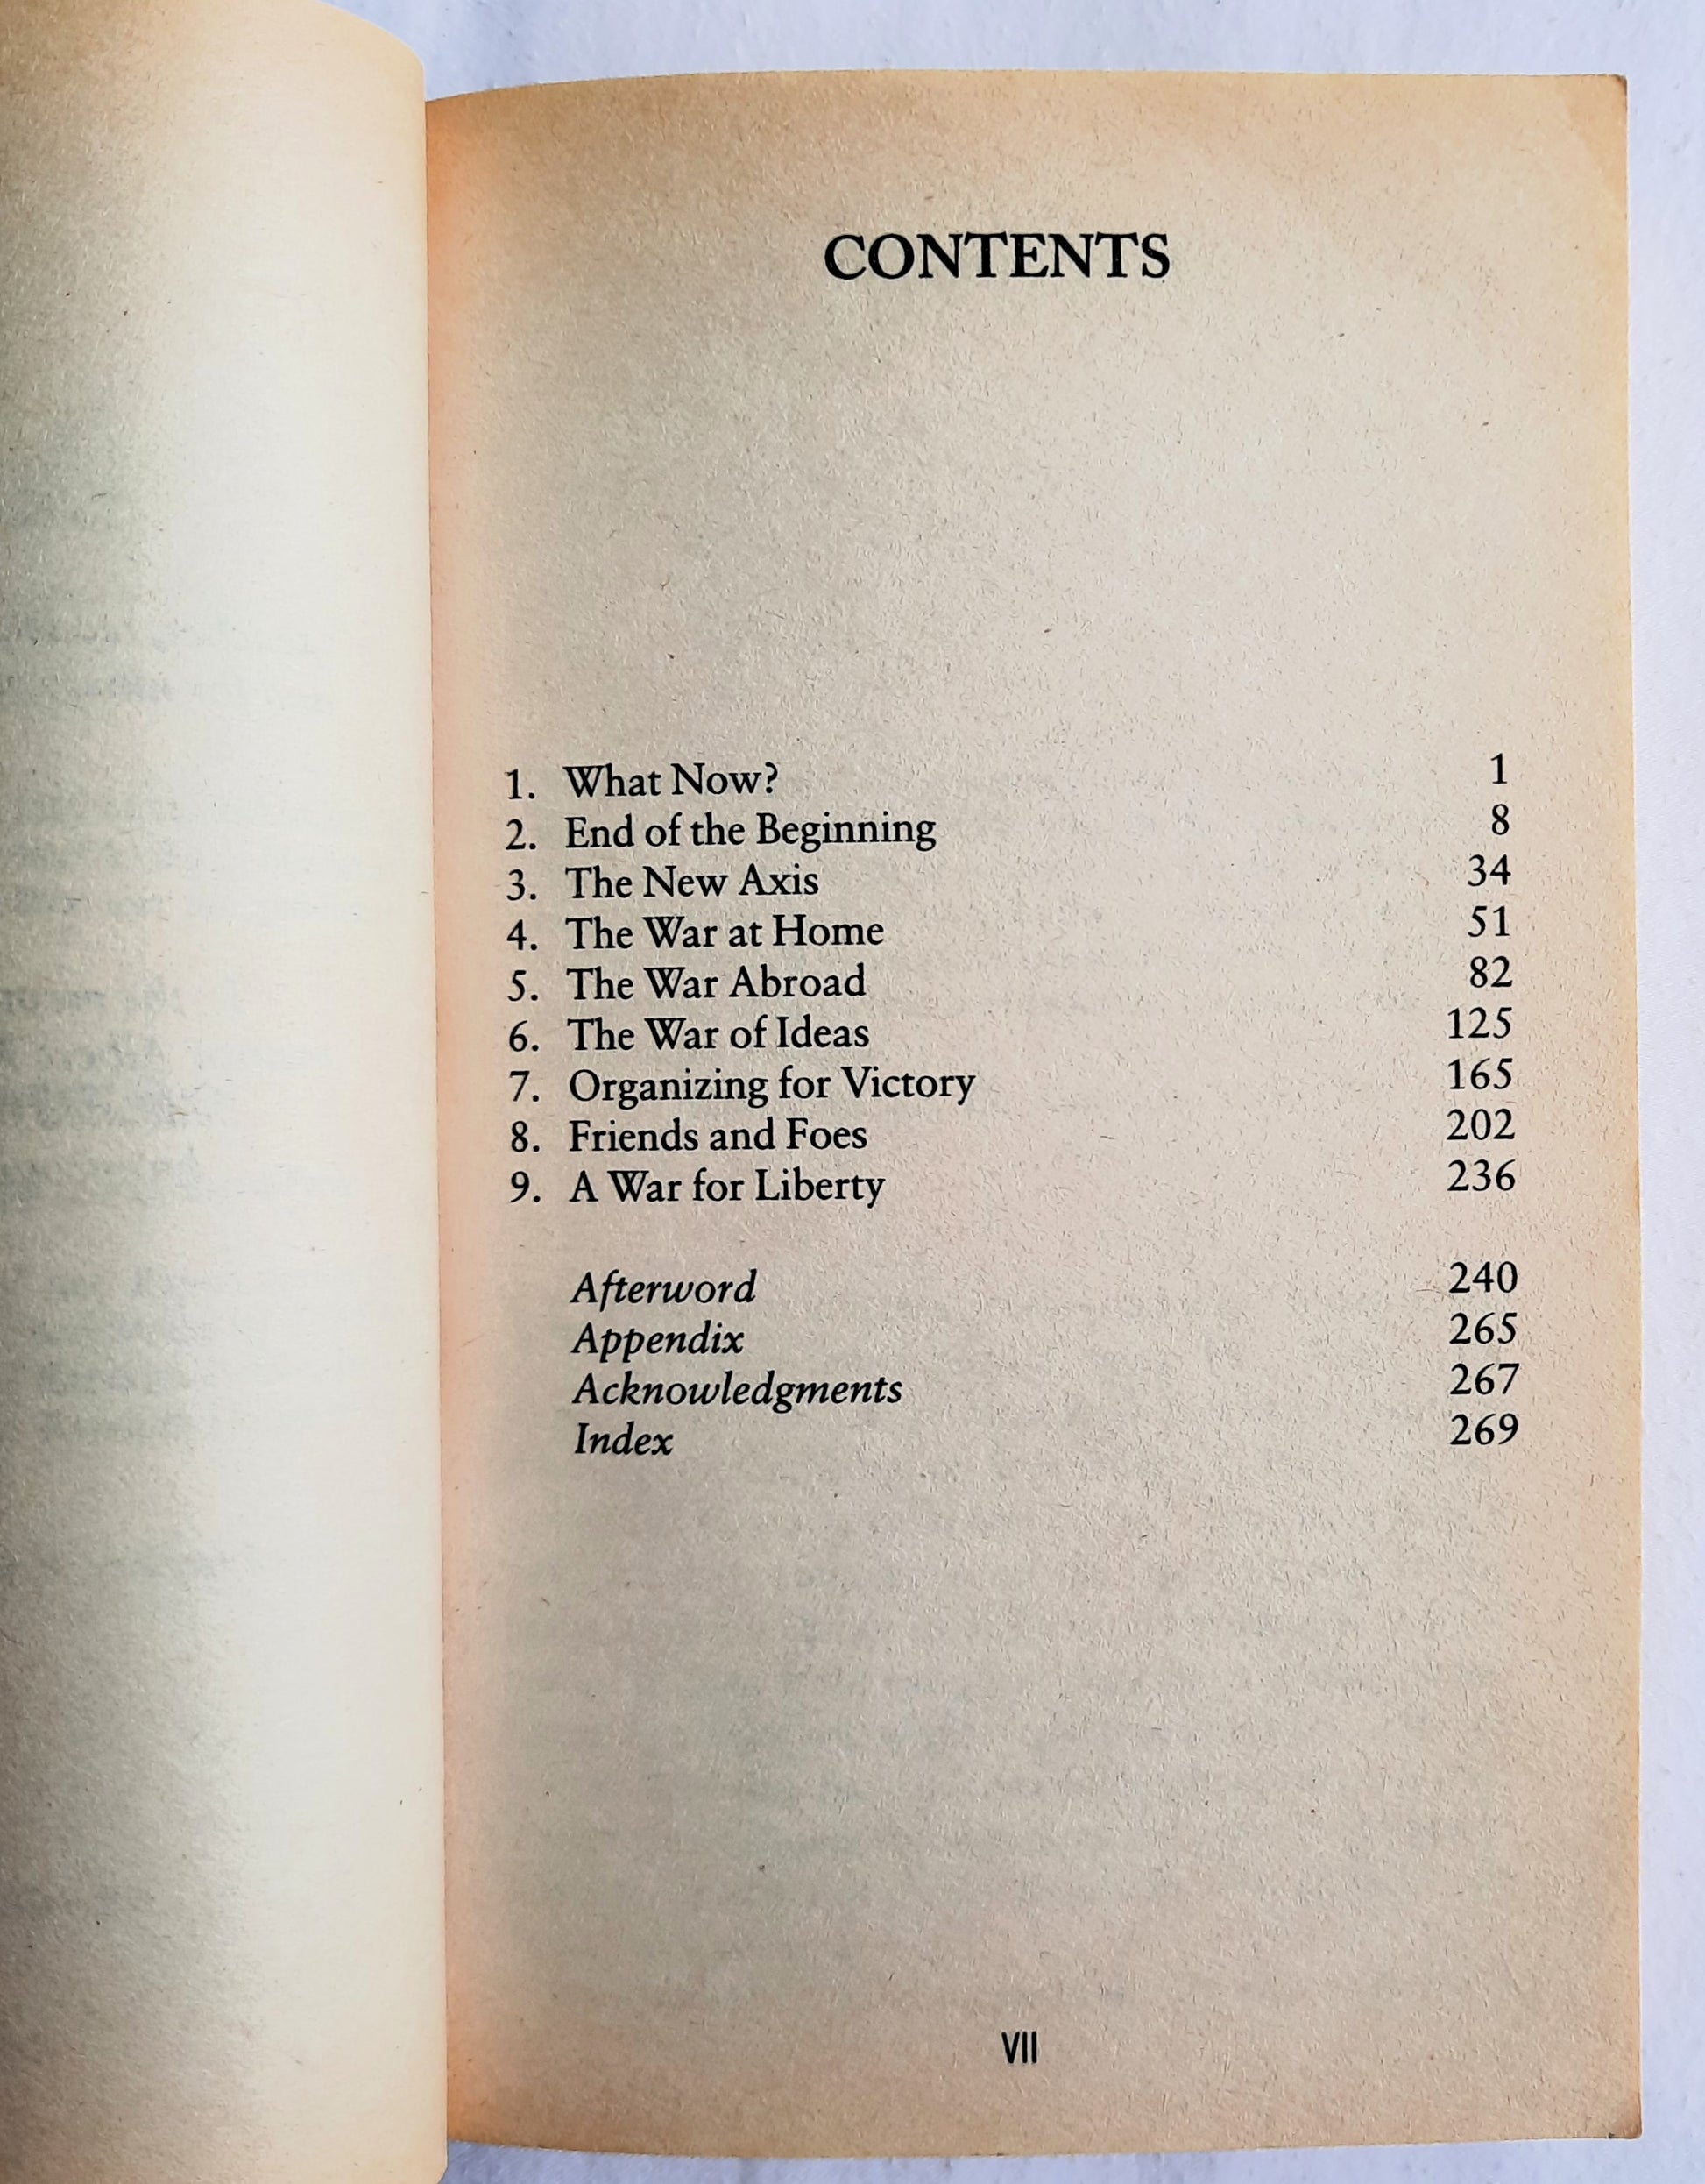 CONTENTS
1. What Now? 1
2. End of the Beginning 8
3. The New Axis 34
4. The War at Home 51
5. The War Abroad 82
6. The War of Ideas 125
7. Organizing for Victory 165
8. Friends and Foes 202
9. A War for Liberty 236
Afterword 240
Appendix 265
Acknowledgments 267
Index 269
VII